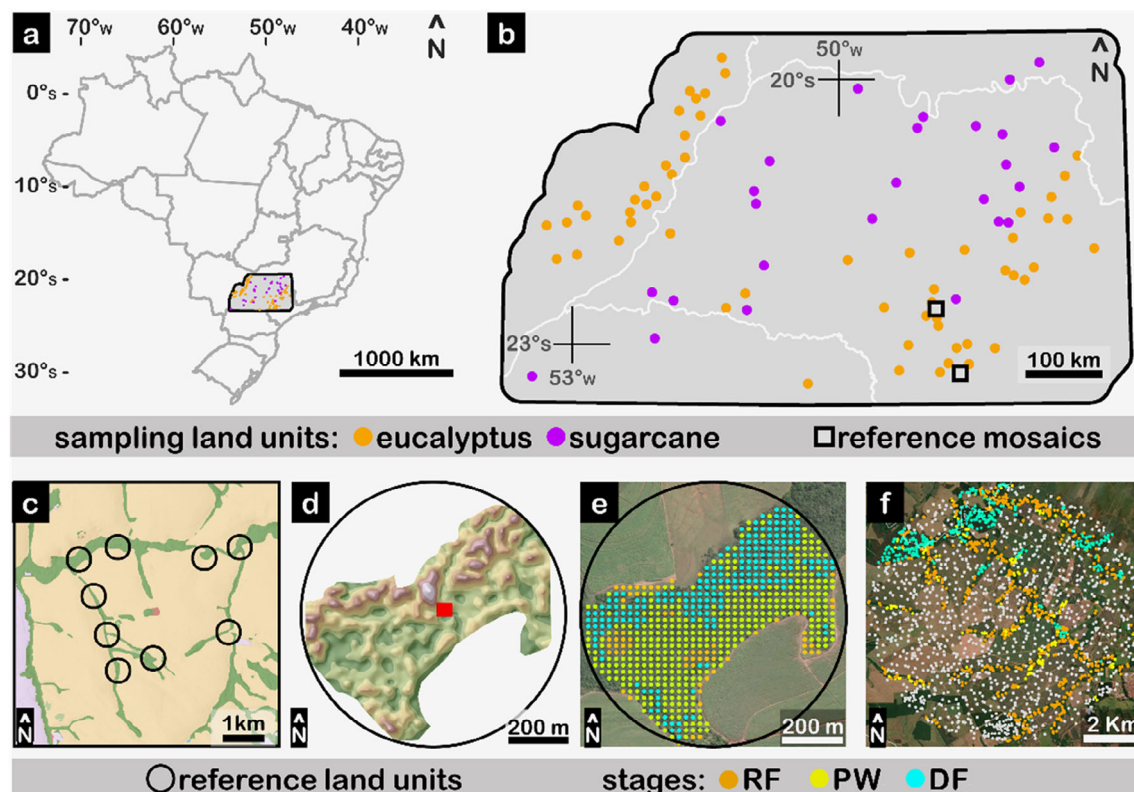 a
70°w 60°w 50°w 40°w
^
N
0°s
10°s -
20°s -
30°s -
1000 km
b
50°w
20°s
^
N
23°s
53°w
100 km
sampling land units: eucalyptus sugarcane reference mosaics
c
^
N
1km
d
^
N
200 m
e
^
N
200 m
f
^
N
2 Km
reference land units stages: RF PW DF